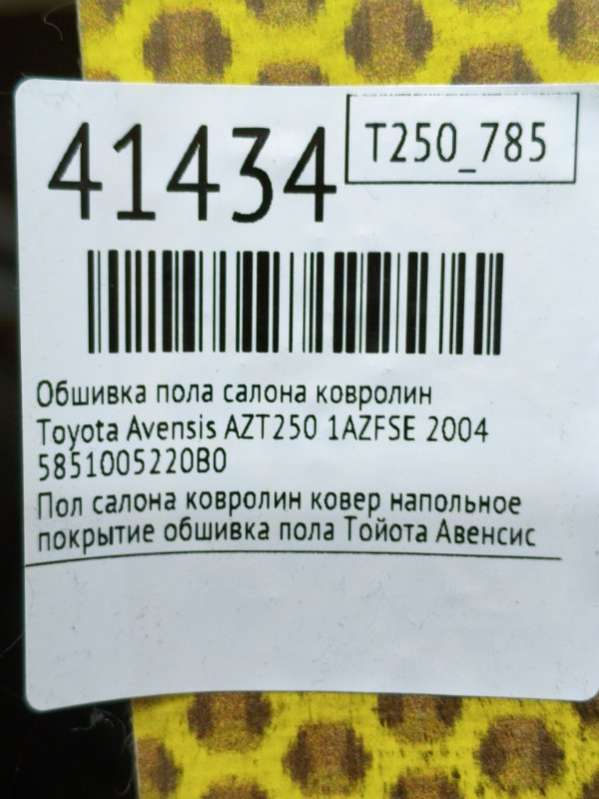 41434
T250_785
Обшивка пола салона ковролин
Toyota Avensis AZT250 1AZFSE 2004
5851005220B0
Пол салона ковролин ковер напольное
покрытие обшивка пола Тойота Авенсис